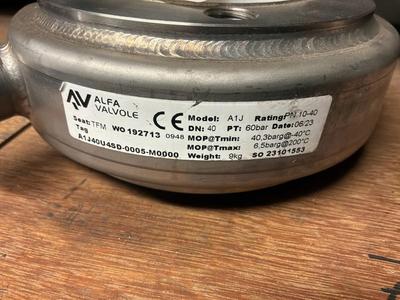 AV ALFA
VALVOLE
Seat: TFM WO 192713 0948
Tag
A1J40U4SD-0005-M0000
Model: A1J Rating PN 10-40
DN: 40 PT: 60bar Date: 06/23
MOP@Tmin: 40,3barg@-40°C
MOP@Tmax: 6,5barg@200°C
Weight: 9kg SO 23101553
CE